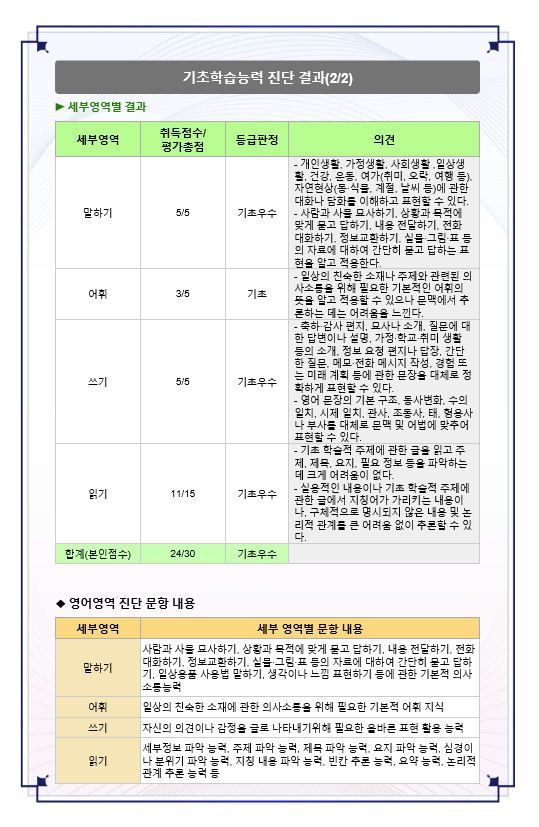 기초학습능력 진단 결과(2/2)
▶ 세부영역별 결과
세부영역
취득점수/
평가총점
등급판정
의견
말하기
5/5
기초우수
- 개인생활, 가정생활, 사회생활 ,일상생
활, 건강, 운동, 여가(취미, 오락, 여행 등),
자연현상(동·식물, 계절, 날씨 등)에 관한
대화나 담화를 이해하고 표현할 수 있다.
- 사람과 사물 묘사하기, 상황과 목적에
맞게 묻고 답하기, 내용 전달하기, 전화
대화하기, 정보교환하기, 실물·그림·표 등
의 자료에 대하여 간단히 묻고 답하는 표
현을 알고 적용한다.
어휘
3/5
기초
- 일상의 친숙한 소재나 주제와 관련된 의
사소통을 위해 필요한 기본적인 어휘의
뜻을 알고 적용할 수 있으나 문맥에서 추
론하는 데는 어려움을 느낀다.
쓰기
5/5
기초우수
- 축하·감사 편지, 묘사나 소개, 질문에 대
한 답변이나 설명, 가정·학교·취미 생활
등의 소개, 정보 요청 편지나 답장, 간단
한 질문, 메모·전화 메시지 작성, 경험 또
는 미래 계획 등에 관한 문장을 대체로 정
확하게 표현할 수 있다.
- 영어 문장의 기본 구조, 동사변화, 수의
일치, 시제 일치, 관사, 조동사, 태, 형용사
나 부사를 대체로 문맥 및 어법에 맞추어
표현할 수 있다.
읽기
11/15
기초우수
- 기초 학술적 주제에 관한 글을 읽고 주
제, 제목, 요지, 필요 정보 등을 파악하는
데 크게 어려움이 없다.
- 실용적인 내용이나 기초 학술적 주제에
관한 글에서 지칭어가 가리키는 내용이
나, 구체적으로 명시되지 않은 내용 및 논
리적 관계를 큰 어려움 없이 추론할 수 있
다.
합계(본인점수)
24/30
기초우수
◆ 영어영역 진단 문항 내용
세부영역
세부 영역별 문항 내용
말하기
사람과 사물 묘사하기, 상황과 목적에 맞게 묻고 답하기, 내용 전달하기, 전화
대화하기, 정보교환하기, 실물·그림·표 등의 자료에 대하여 간단히 묻고 답하
기, 일상용품 사용법 말하기, 생각이나 느낌 표현하기 등에 관한 기본적 의사
소통능력
어휘
일상의 친숙한 소재에 관한 의사소통을 위해 필요한 기본적 어휘 지식
쓰기
자신의 의견이나 감정을 글로 나타내기위해 필요한 올바른 표현 활용 능력
읽기
세부정보 파악 능력, 주제 파악 능력, 제목 파악 능력, 요지 파악 능력, 심경이
나 분위기 파악 능력, 지칭 내용 파악 능력, 빈칸 추론 능력, 요약 능력, 논리적
관계 추론 능력 등